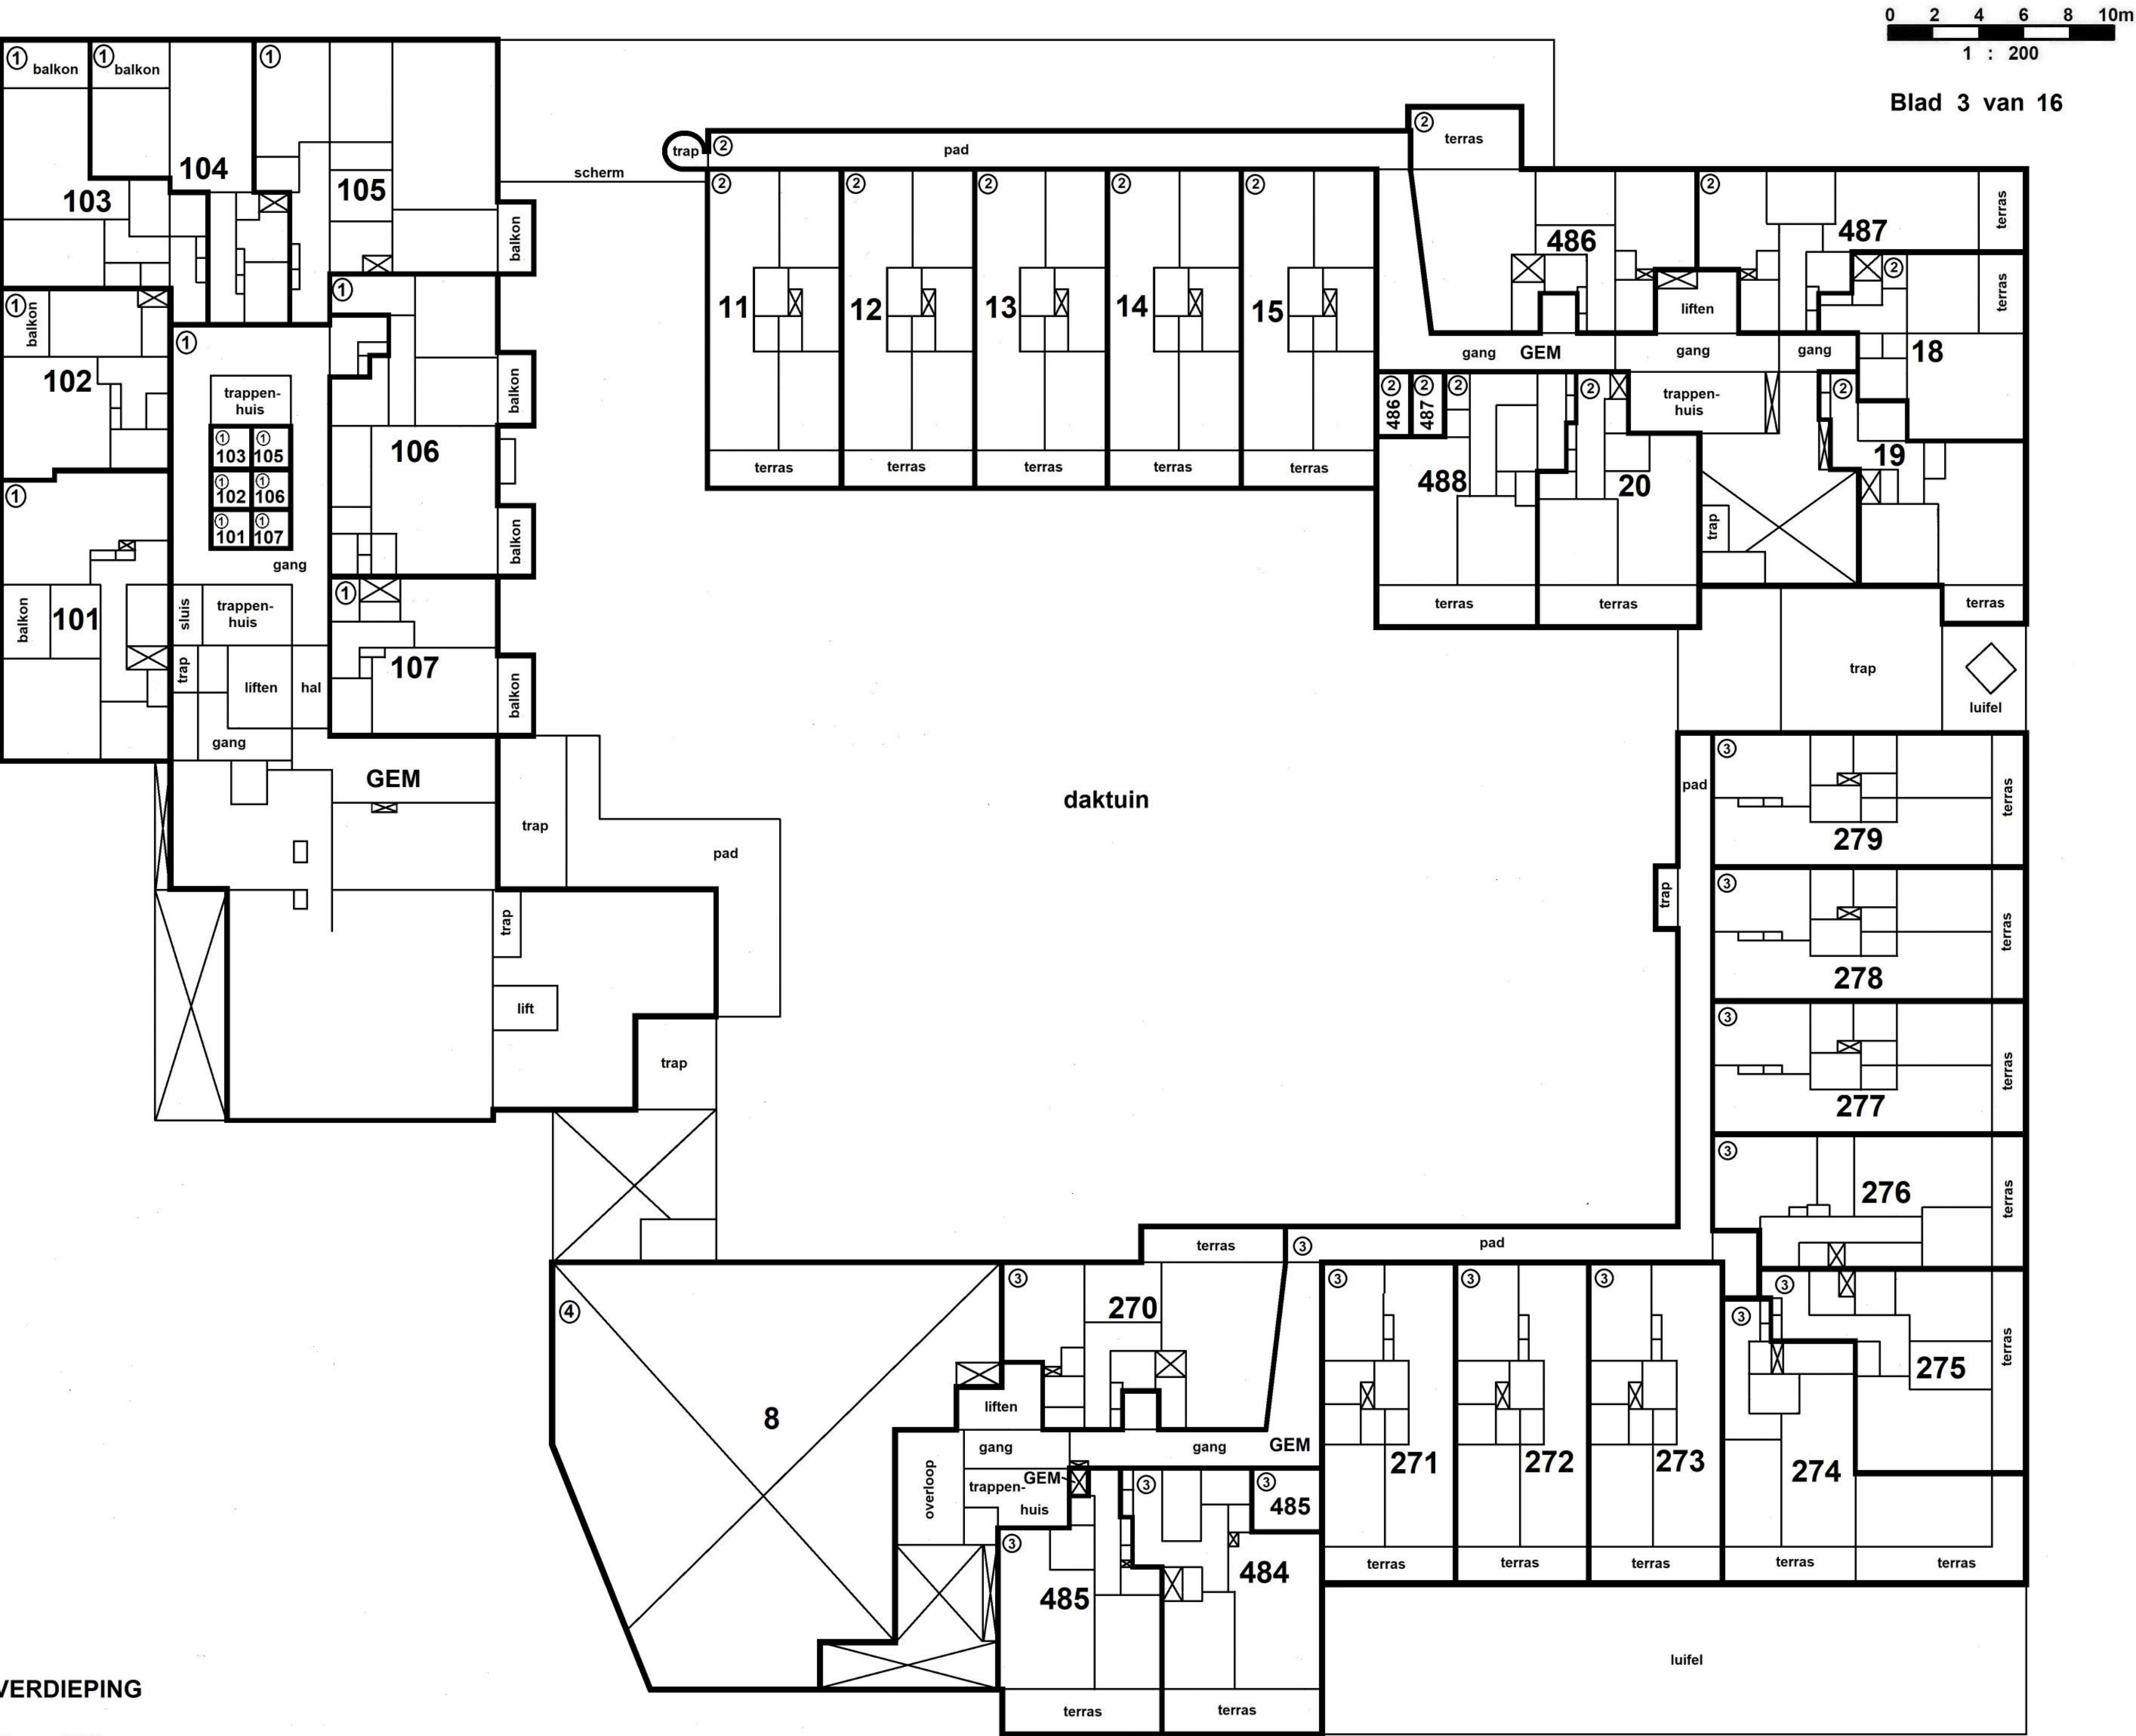 0 2 4 6 8 10m
1 : 200
Blad 3 van 16
① balkon
① balkon
①
103
104
105
balkon
scherm
trap
② pad
② terras
② 11 terras
② 12 terras
② 13 terras
② 14 terras
② 15 terras
486
② 487 terras
liften
② terras
18
gang GEM gang gang
② 486
② 487
② 488 terras
② 20 terras
trappen-
huis
trap
② 19 terras
① balkon
102
①
trappen-
huis
① 103
① 105
① 102
① 106
① 101
① 107
gang
①
106
balkon
balkon
①
balkon
101
sluis
trappen-
huis
trap
liften
hal
gang
①
107
balkon
GEM
trap
pad
trap
lift
trap
daktuin
trap
luifel
pad
trap
③ 279 terras
③ 278 terras
③ 277 terras
③ 276 terras
③ 275 terras
③ 274 terras
terras
terras
③ pad
④ 8
③ 270
liften
gang
gang GEM
overloop
trappen-
huis
GEM
③ 485 terras
③ 484 terras
③ 485
③ 271 terras
③ 272 terras
③ 273 terras
luifel
VERDIEPING